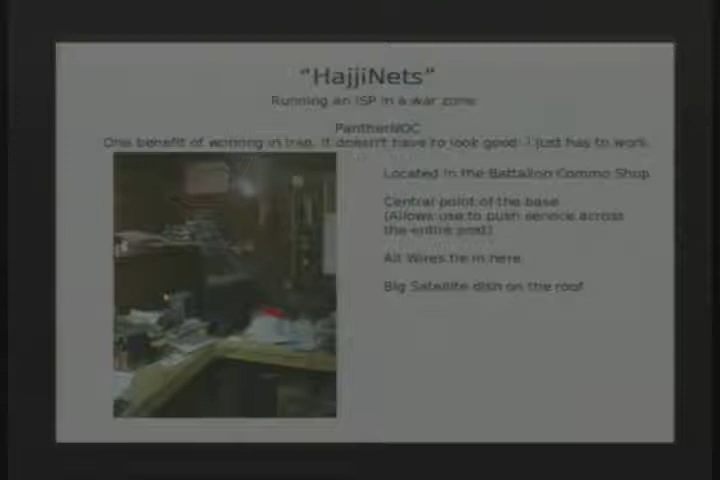 "HajjiNets"
Running an ISP in a war zone
PantherNOC
One benefit of working in Iraq, it doesn't have to look good. It just has to work.
Located in the Battalion Commo Shop
Central point of the base
(Allows use to push service across
the entire post)
All Wires tie in here
Big Satellite dish on the roof